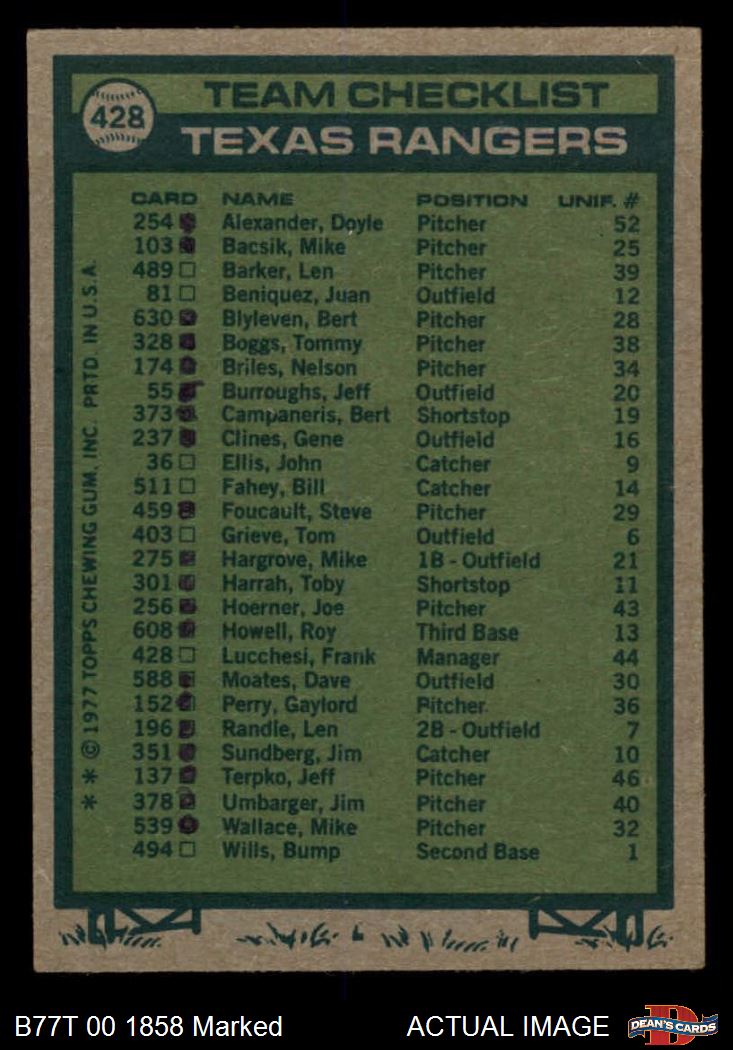 428
TEAM CHECKLIST
TEXAS RANGERS
CARD NAME POSITION UNIF. #
254 Alexander, Doyle Pitcher 52
103 Bacsik, Mike Pitcher 25
489 □ Barker, Len Pitcher 39
81 □ Beniquez, Juan Outfield 12
630 Blyleven, Bert Pitcher 28
328 Boggs, Tommy Pitcher 38
174 Briles, Nelson Pitcher 34
55 Burroughs, Jeff Outfield 20
373 Campaneris, Bert Shortstop 19
237 Clines, Gene Outfield 16
36 □ Ellis, John Catcher 9
511 □ Fahey, Bill Catcher 14
459 Foucault, Steve Pitcher 29
403 □ Grieve, Tom Outfield 6
275 Hargrove, Mike 1B - Outfield 21
301 Harrah, Toby Shortstop 11
256 Hoerner, Joe Pitcher 43
608 Howell, Roy Third Base 13
428 □ Lucchesi, Frank Manager 44
588 Moates, Dave Outfield 30
152 Perry, Gaylord Pitcher 36
196 Randle, Len 2B - Outfield 7
351 Sundberg, Jim Catcher 10
137 Terpko, Jeff Pitcher 46
378 Umbarger, Jim Pitcher 40
539 Wallace, Mike Pitcher 32
494 □ Wills, Bump Second Base 1
* * © 1977 TOPPS CHEWING GUM, INC. PRTD. IN U.S.A.
B77T 00 1858 Marked ACTUAL IMAGE
D
DEAN'S CARDS